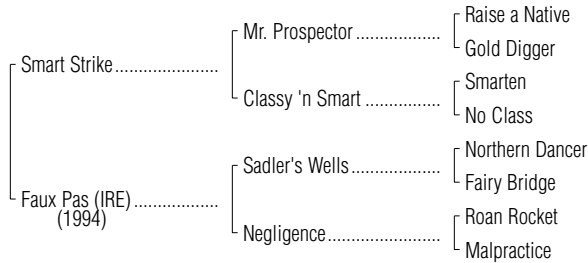 Raise a Native
Mr. Prospector
Gold Digger
Smart Strike
Smarten
Classy 'n Smart
No Class
Northern Dancer
Sadler's Wells
Fairy Bridge
Faux Pas (IRE)
(1994)
Roan Rocket
Negligence
Malpractice